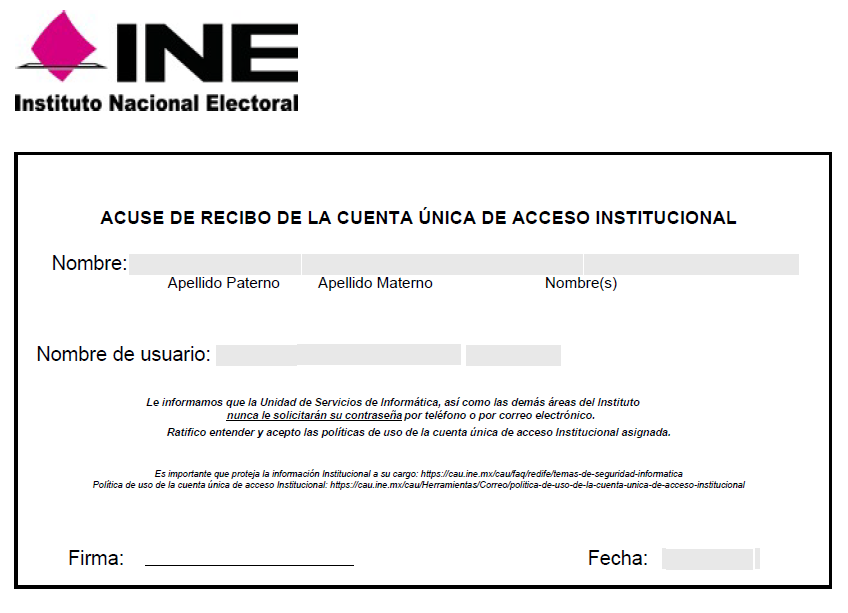 INE
Instituto Nacional Electoral
ACUSE DE RECIBO DE LA CUENTA ÚNICA DE ACCESO INSTITUCIONAL
Nombre:
Apellido Paterno Apellido Materno Nombre(s)
Nombre de usuario:
Le informamos que la Unidad de Servicios de Informática, así como las demás áreas del Instituto
nunca le solicitarán su contraseña por teléfono o por correo electrónico.
Ratifico entender y acepto las políticas de uso de la cuenta única de acceso Institucional asignada.
Es importante que proteja la información Institucional a su cargo: https://cau.ine.mx/cau/faq/redife/temas-de-seguridad-informatica
Política de uso de la cuenta única de acceso Institucional: https://cau.ine.mx/cau/Herramientas/Correo/politica-de-uso-de-la-cuenta-unica-de-acceso-institucional
Firma: Fecha: